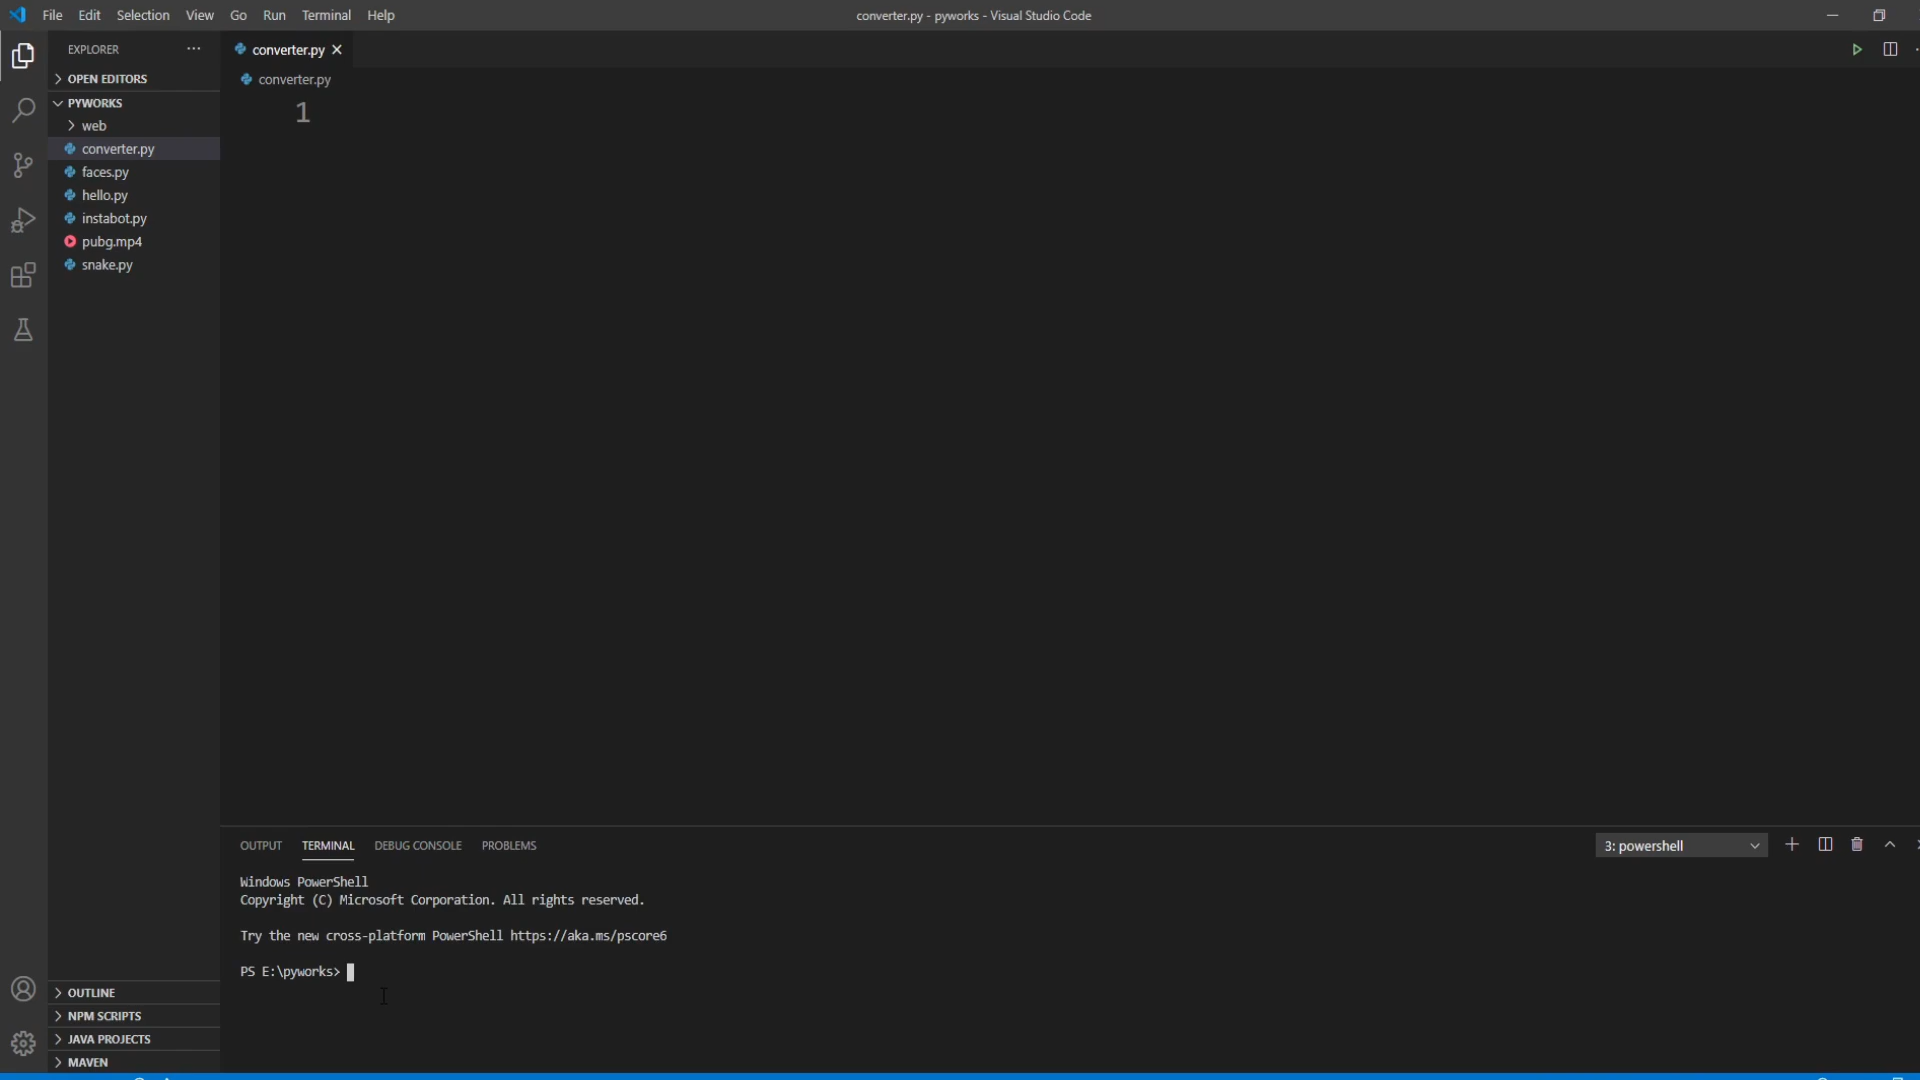 File Edit Selection View Go Run Terminal Help
converter.py - pyworks - Visual Studio Code
EXPLORER
OPEN EDITORS
PYWORKS
web
converter.py
faces.py
hello.py
instabot.py
pubg.mp4
snake.py
OUTLINE
NPM SCRIPTS
JAVA PROJECTS
MAVEN
converter.py
converter.py
1
OUTPUT TERMINAL DEBUG CONSOLE PROBLEMS
3: powershell
Windows PowerShell
Copyright (C) Microsoft Corporation. All rights reserved.
Try the new cross-platform PowerShell https://aka.ms/pscore6
PS E:\pyworks>